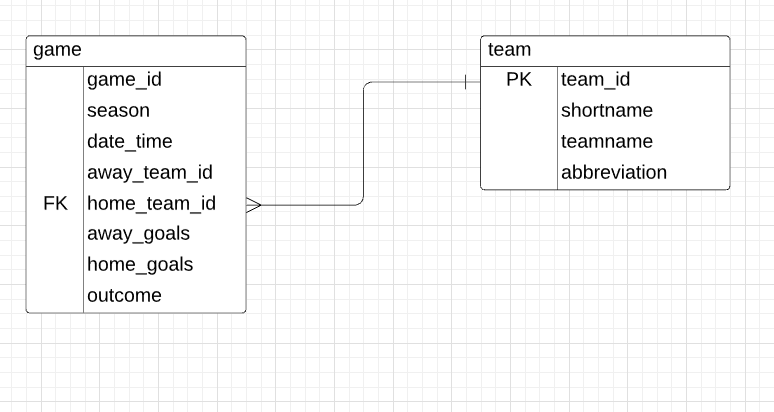 game
game_id
season
date_time
away_team_id
FK home_team_id
away_goals
home_goals
outcome
team
PK team_id
shortname
teamname
abbreviation